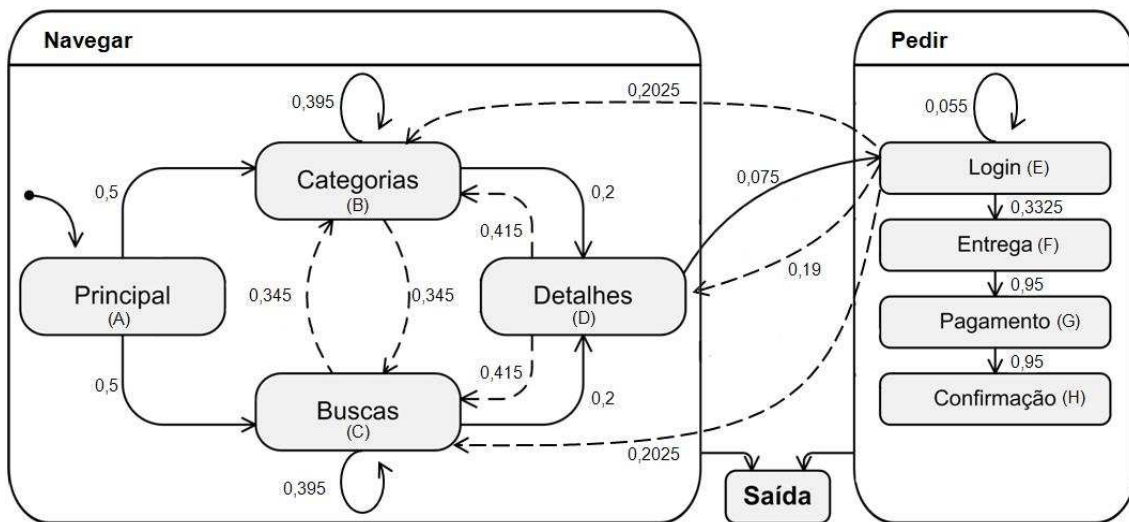 Navegar
Pedir
0,395
0,2025
0,055
Categorias
(B)
Login (E)
0,5
0,2
0,075
0,3325
0,415
Entrega (F)
Principal
(A)
0,345
0,345
Detalhes
(D)
0,19
0,95
Pagamento (G)
0,5
0,415
0,2
0,95
Buscas
(C)
Confirmação (H)
0,2025
0,395
Saída